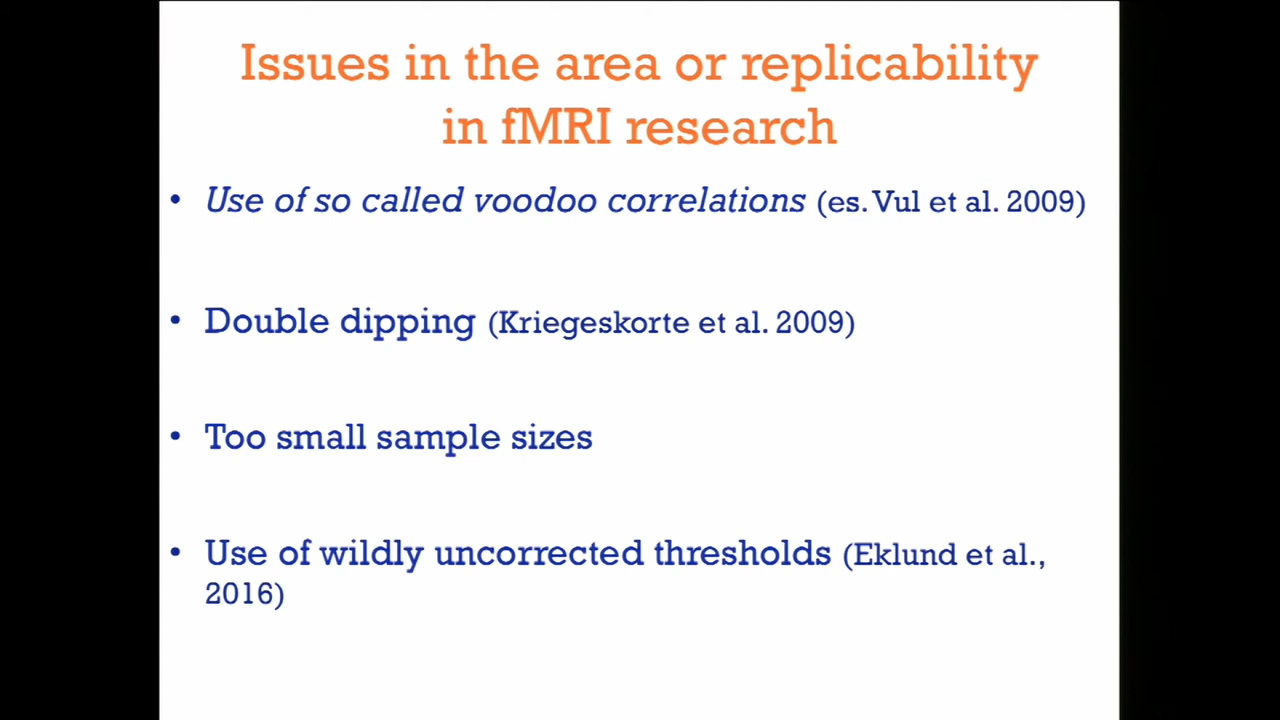 Issues in the area or replicability
in fMRI research
• Use of so called voodoo correlations (es. Vul et al. 2009)
• Double dipping (Kriegeskorte et al. 2009)
• Too small sample sizes
• Use of wildly uncorrected thresholds (Eklund et al.,
2016)